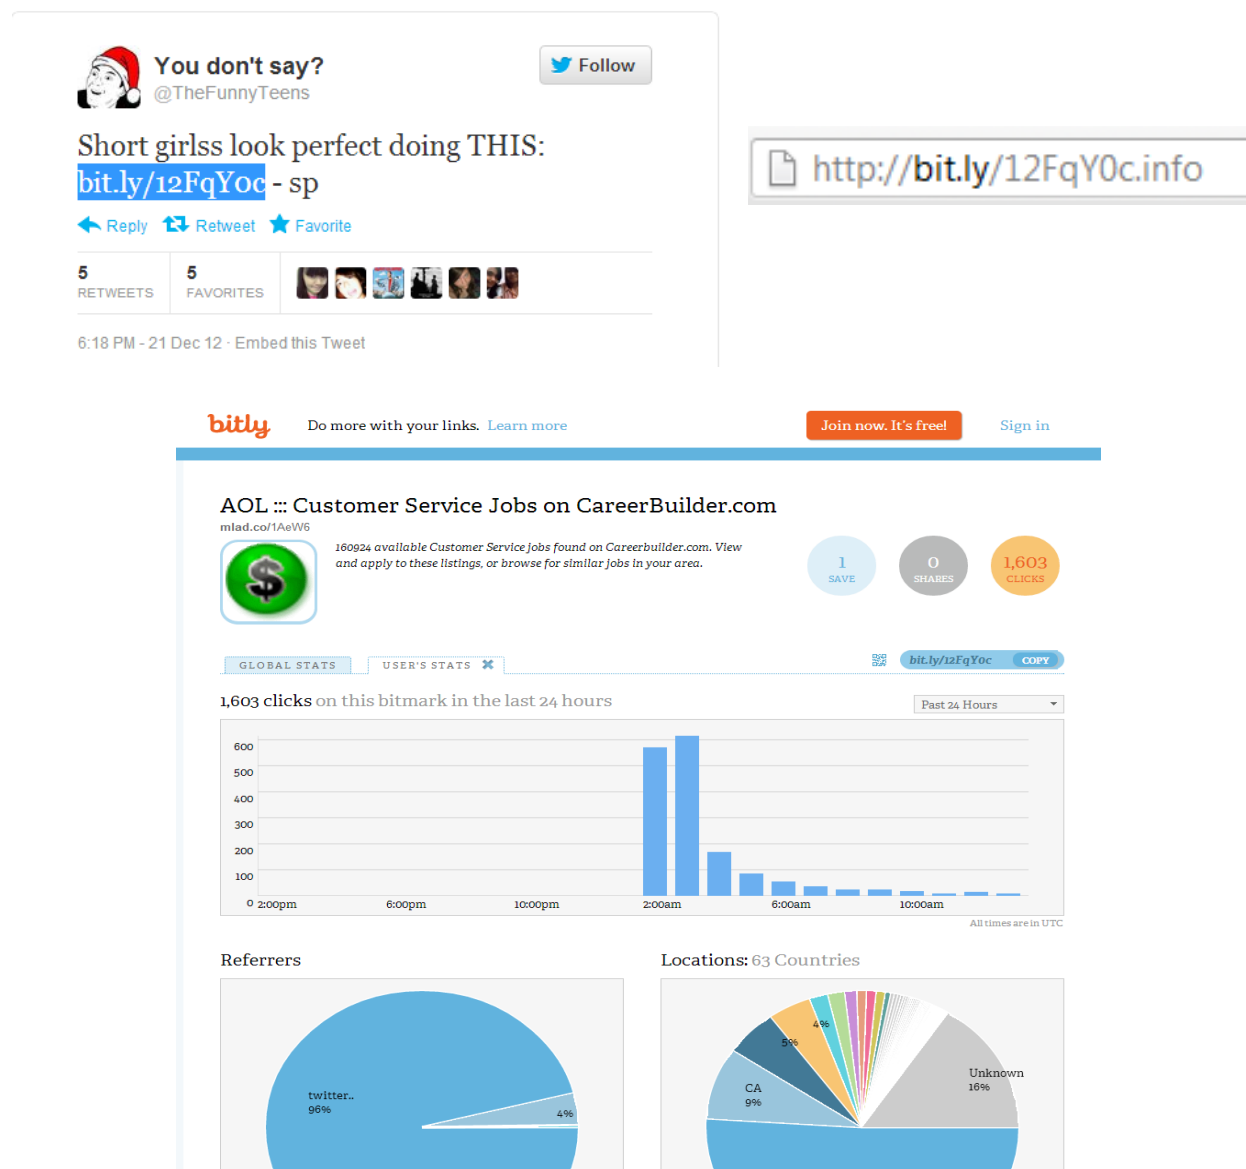 You don't say?
@TheFunnyTeens
Follow
Short girlss look perfect doing THIS:
bit.ly/12FqY0c - sp
Reply Retweet Favorite
5 RETWEETS
5 FAVORITES
6:18 PM - 21 Dec 12 · Embed this Tweet
http://bit.ly/12FqY0c.info
bitly
Do more with your links. Learn more
Join now. It's free!
Sign in
AOL ::: Customer Service Jobs on CareerBuilder.com
mlad.co/1AeW6
160924 available Customer Service jobs found on Careerbuilder.com. View
and apply to these listings, or browse for similar jobs in your area.
$
1 SAVE
0 SHARES
1,603 CLICKS
GLOBAL STATS
USER'S STATS
bit.ly/12FqY0c COPY
1,603 clicks on this bitmark in the last 24 hours
Past 24 Hours
600
500
400
300
200
100
0
2:00pm 6:00pm 10:00pm 2:00am 6:00am 10:00am
All times are in UTC
Referrers
twitter..
96%
4%
Locations: 63 Countries
4%
5%
CA
9%
Unknown
16%